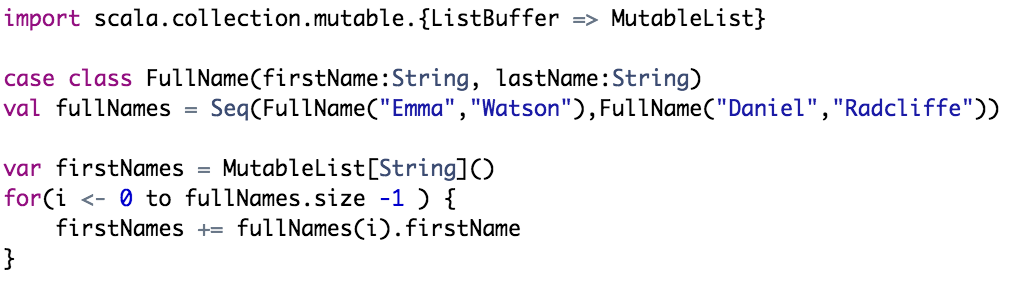 import scala.collection.mutable.{ListBuffer => MutableList}
case class FullName(firstName:String, lastName:String)
val fullNames = Seq(FullName("Emma","Watson"),FullName("Daniel","Radcliffe"))
var firstNames = MutableList[String]()
for(i <- 0 to fullNames.size -1 ) {
    firstNames += fullNames(i).firstName
}